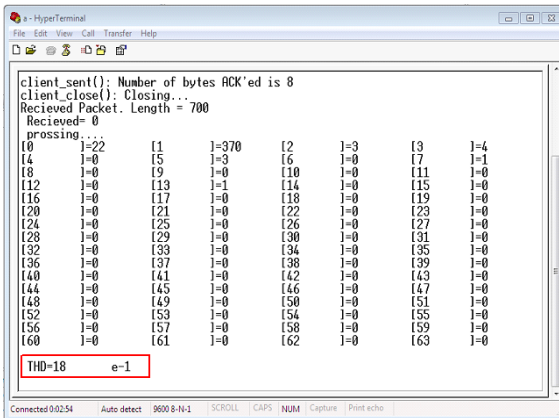 a - HyperTerminal
File Edit View Call Transfer Help
client_sent(): Number of bytes ACK'ed is 8
client_close(): Closing...
Recieved Packet. Length = 700
Recieved= 0
prossing....
[0 ]=22 [1 ]=370 [2 ]=3 [3 ]=4
[4 ]=0 [5 ]=3 [6 ]=0 [7 ]=1
[8 ]=0 [9 ]=0 [10 ]=0 [11 ]=0
[12 ]=0 [13 ]=1 [14 ]=0 [15 ]=0
[16 ]=0 [17 ]=0 [18 ]=0 [19 ]=0
[20 ]=0 [21 ]=0 [22 ]=0 [23 ]=0
[24 ]=0 [25 ]=0 [26 ]=0 [27 ]=0
[28 ]=0 [29 ]=0 [30 ]=0 [31 ]=0
[32 ]=0 [33 ]=0 [34 ]=0 [35 ]=0
[36 ]=0 [37 ]=0 [38 ]=0 [39 ]=0
[40 ]=0 [41 ]=0 [42 ]=0 [43 ]=0
[44 ]=0 [45 ]=0 [46 ]=0 [47 ]=0
[48 ]=0 [49 ]=0 [50 ]=0 [51 ]=0
[52 ]=0 [53 ]=0 [54 ]=0 [55 ]=0
[56 ]=0 [57 ]=0 [58 ]=0 [59 ]=0
[60 ]=0 [61 ]=0 [62 ]=0 [63 ]=0
THD=18 e-1
Connected 0:02:54 Auto detect 9600 8-N-1 SCROLL CAPS NUM Capture Print echo